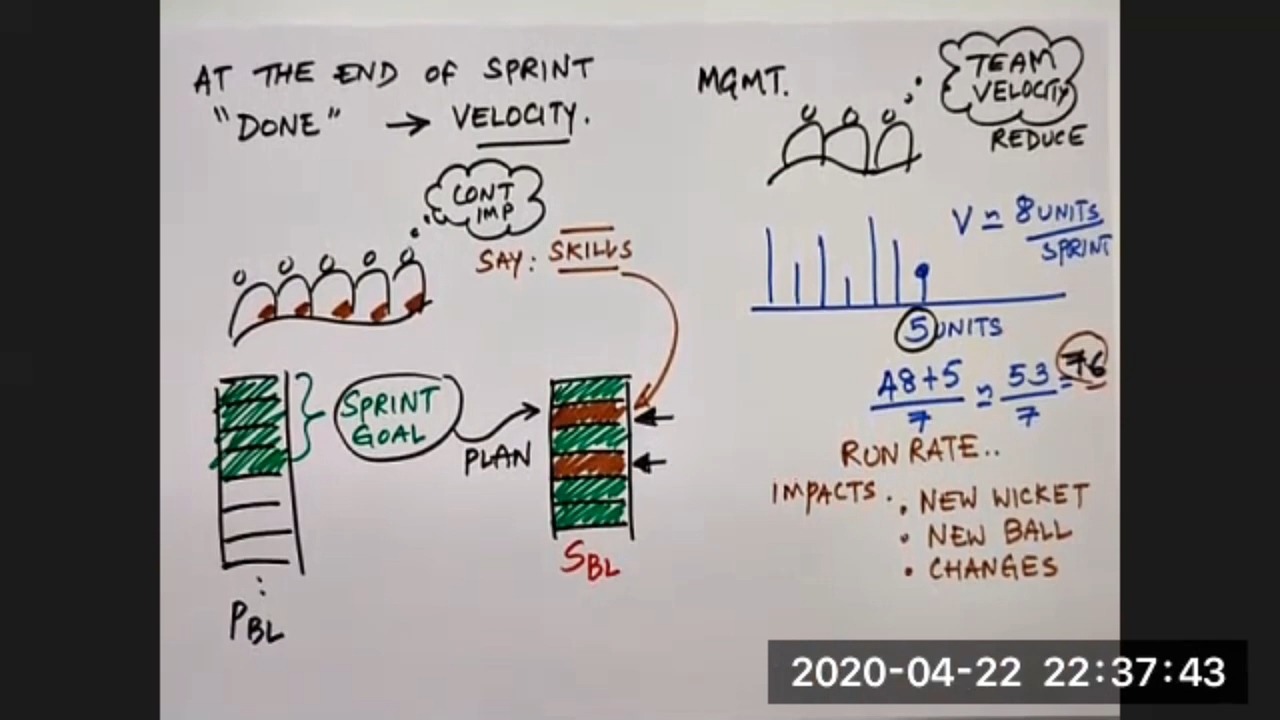 AT THE END OF SPRINT
"DONE" → VELOCITY.
CONT
IMP
SAY: SKILLS
SPRINT
GOAL
PLAN
PBL
SBL
MGMT.
TEAM
VELOCITY
REDUCE
V ≃ 8 UNITS
SPRINT
5 UNITS
48+5
7
≃ 53
7
= 76
RUN RATE..
IMPACTS.
• NEW WICKET
• NEW BALL
• CHANGES
2020-04-22 22:37:43